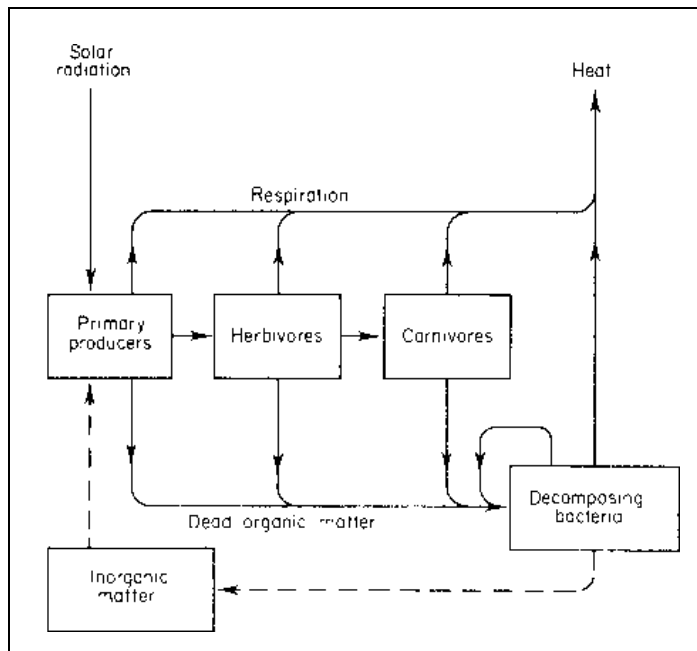 Solar
radiation
Heat
Respiration
Primary
producers
Herbivores
Carnivores
Dead organic matter
Decomposing
bacteria
Inorganic
matter